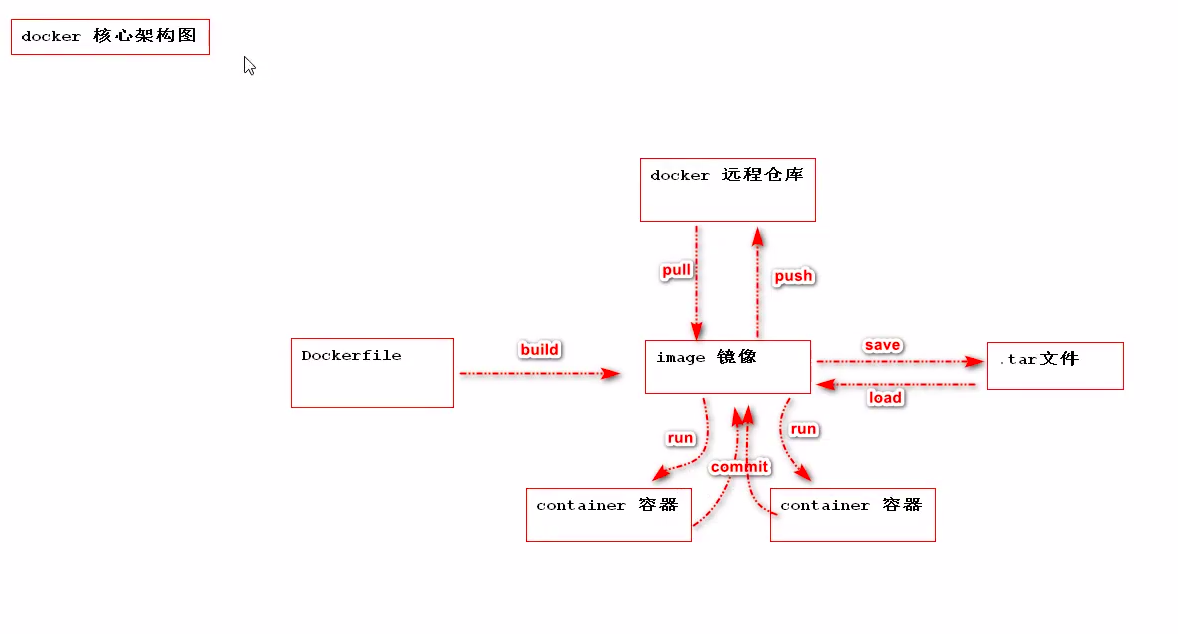 docker 核心架构图
docker 远程仓库
pull
push
Dockerfile
build
image 镜像
save
load
.tar文件
run
run
commit
container 容器
container 容器